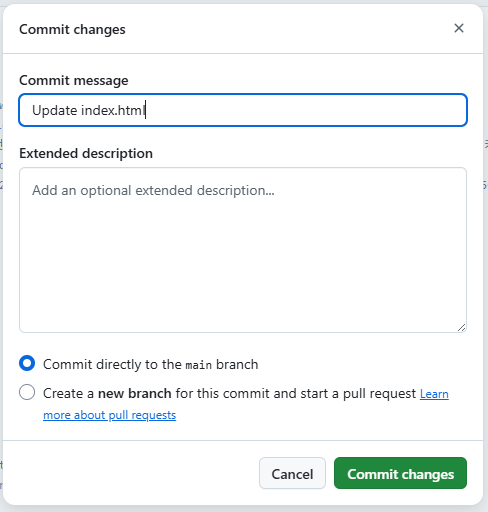 Commit changes
Commit message
Update index.html
Extended description
Add an optional extended description...
Commit directly to the main branch
Create a new branch for this commit and start a pull request Learn
more about pull requests
Cancel
Commit changes